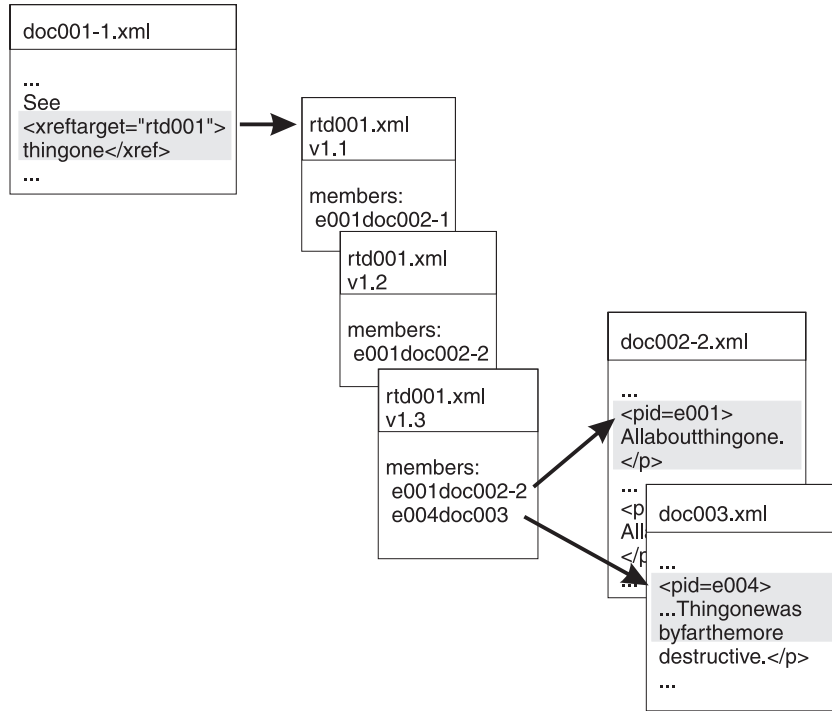 doc001-1.xml
...
See
<xreftarget="rtd001">
thingone</xref>
...
rtd001.xml
v1.1
members:
e001doc002-1
rtd001.xml
v1.2
members:
e001doc002-2
rtd001.xml
v1.3
members:
e001doc002-2
e004doc003
doc002-2.xml
...
<pid=e001>
Allaboutthingone.
</p>
...
<p
All
</p
...
doc003.xml
...
<pid=e004>
...Thingonewas
byfarthemore
destructive.</p>
...